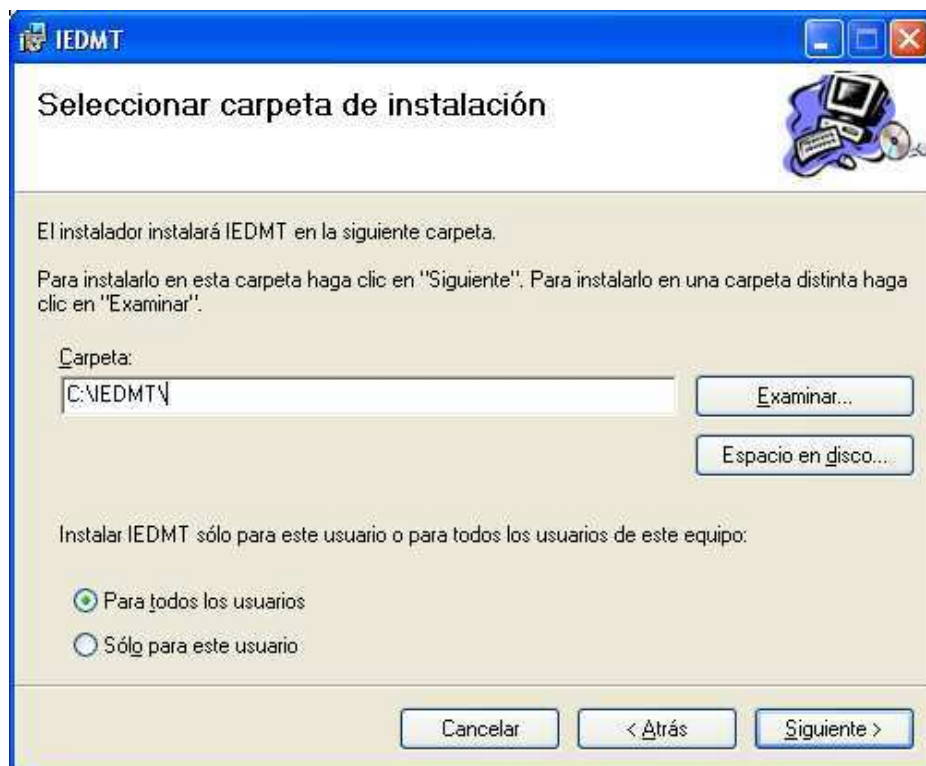 IEDMT
Seleccionar carpeta de instalación
El instalador instalará IEDMT en la siguiente carpeta.
Para instalarlo en esta carpeta haga clic en "Siguiente". Para instalarlo en una carpeta distinta haga
clic en "Examinar".
Carpeta:
C:\IEDMT\
Examinar...
Espacio en disco...
Instalar IEDMT sólo para este usuario o para todos los usuarios de este equipo:
Para todos los usuarios
Sólo para este usuario
Cancelar
< Atrás
Siguiente >